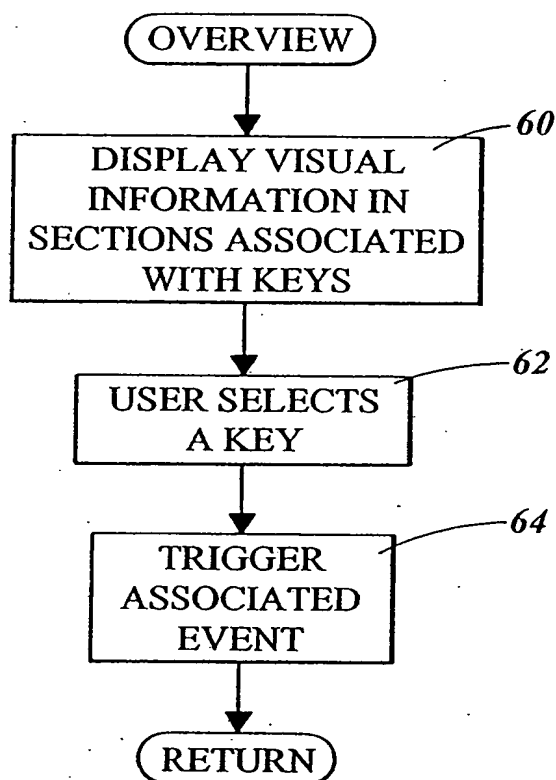 OVERVIEW
60
DISPLAY VISUAL
INFORMATION IN
SECTIONS ASSOCIATED
WITH KEYS
62
USER SELECTS
A KEY
64
TRIGGER
ASSOCIATED
EVENT
RETURN